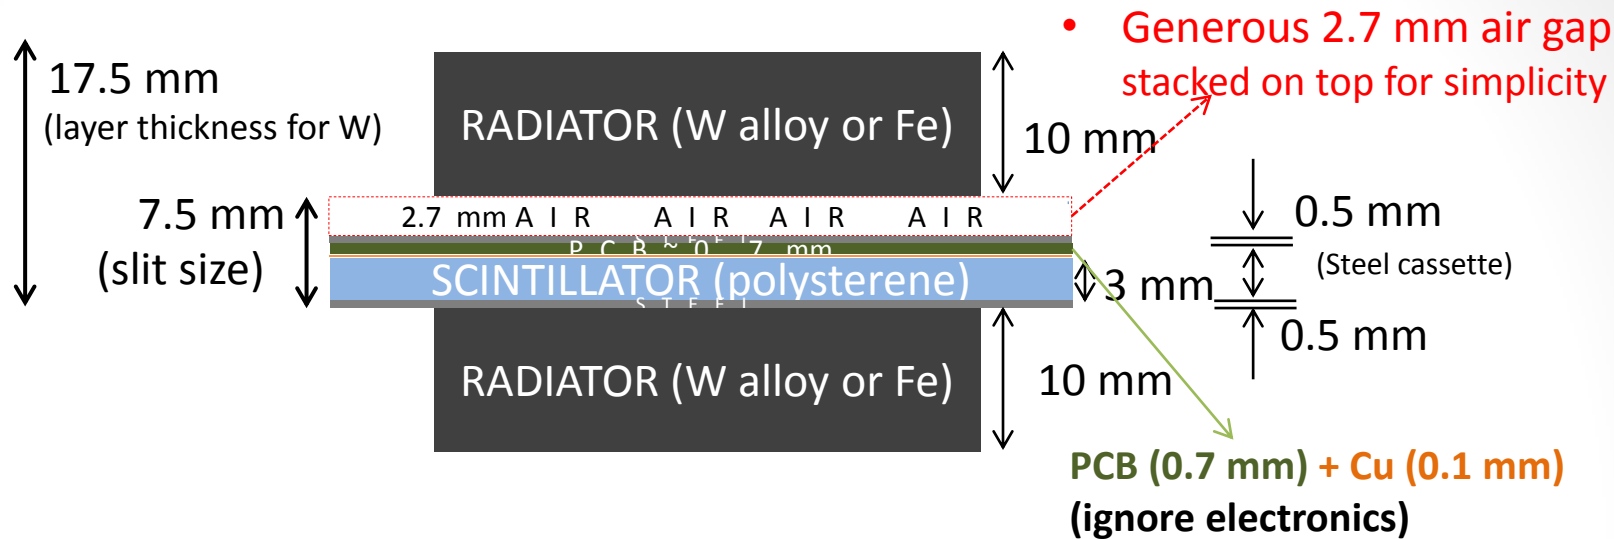 • Generous 2.7 mm air gap
stacked on top for simplicity
17.5 mm
(layer thickness for W)
RADIATOR (W alloy or Fe)
10 mm
7.5 mm
(slit size)
2.7 mm A I R A I R A I R A I R
0.5 mm
(Steel cassette)
P C B ~ 0 . 7 mm
SCINTILLATOR (polysterene)
3 mm
S T E E L
0.5 mm
RADIATOR (W alloy or Fe)
10 mm
PCB (0.7 mm) + Cu (0.1 mm)
(ignore electronics)